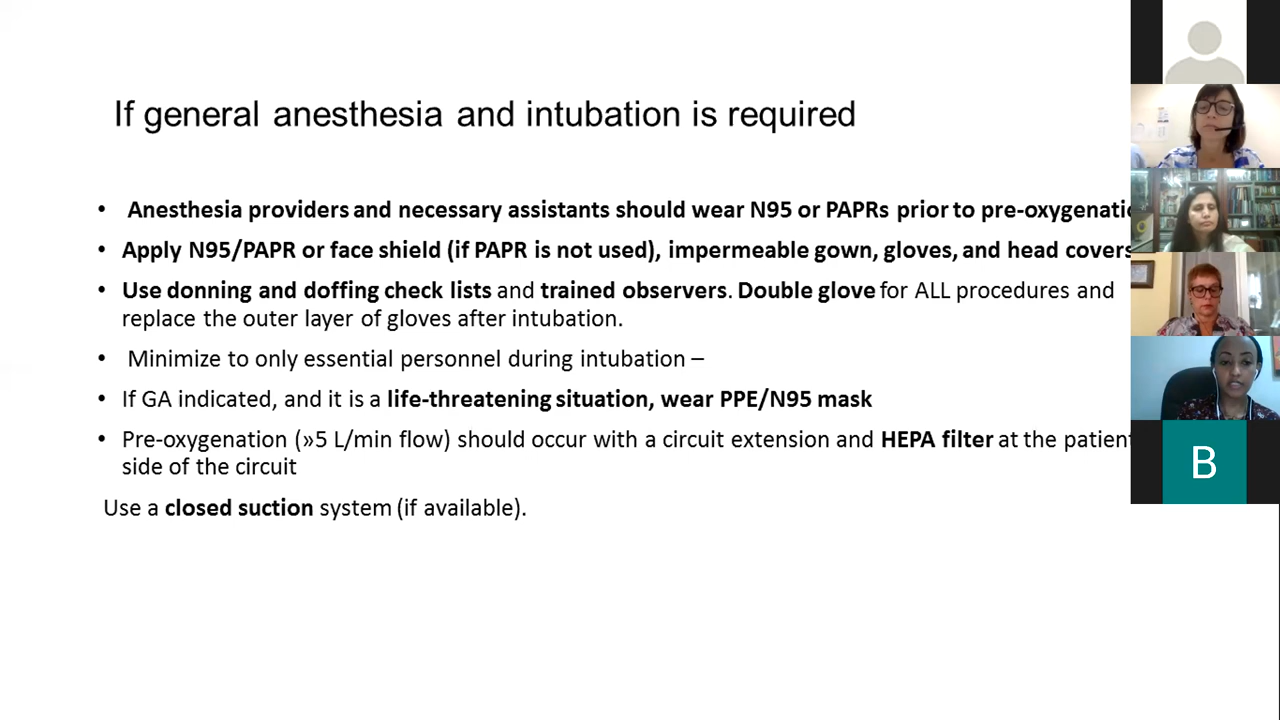 If general anesthesia and intubation is required
• Anesthesia providers and necessary assistants should wear N95 or PAPRs prior to pre-oxygenatio
• Apply N95/PAPR or face shield (if PAPR is not used), impermeable gown, gloves, and head covers
• Use donning and doffing check lists and trained observers. Double glove for ALL procedures and
replace the outer layer of gloves after intubation.
• Minimize to only essential personnel during intubation –
• If GA indicated, and it is a life-threatening situation, wear PPE/N95 mask
• Pre-oxygenation (»5 L/min flow) should occur with a circuit extension and HEPA filter at the patient
side of the circuit
Use a closed suction system (if available).
B